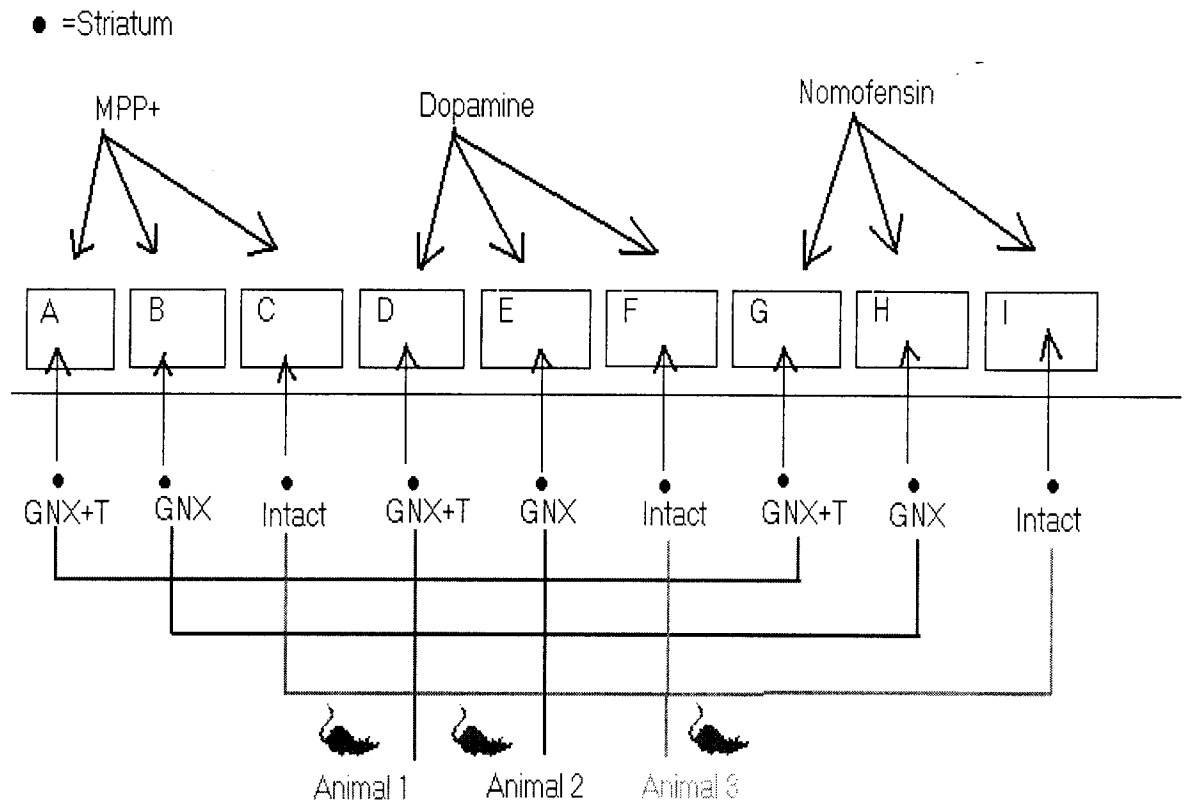 =Striatum
MPP+ Dopamine Nomofensin
A B C D E F G H I
GNX+T GNX Intact GNX+T GNX Intact GNX+T GNX Intact
Animal 1 Animal 2 Animal 3